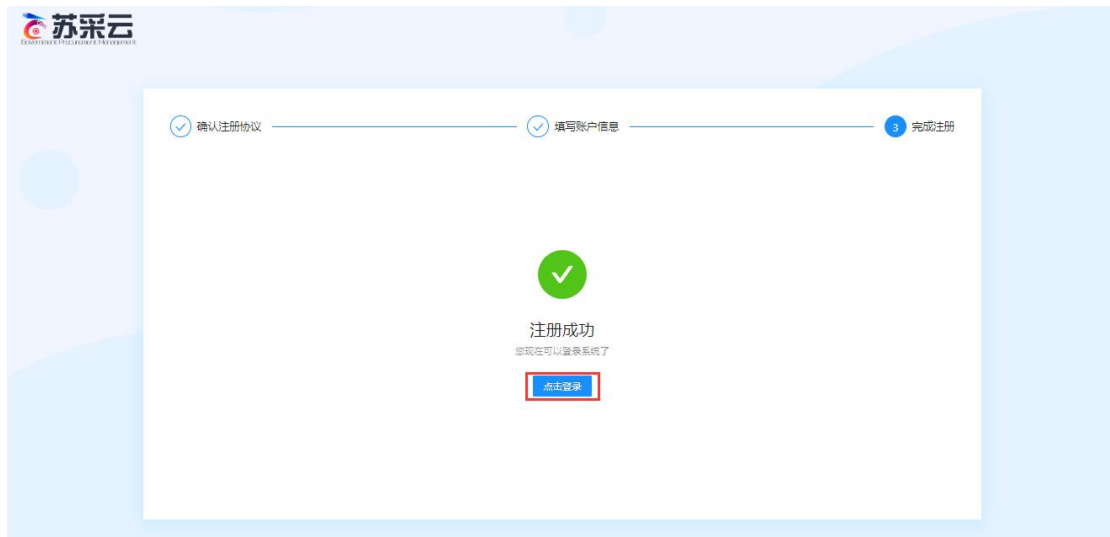 苏采云
Government Procurement Management
确认注册协议
填写账户信息
3 完成注册
注册成功
您现在可以登录系统了
点击登录